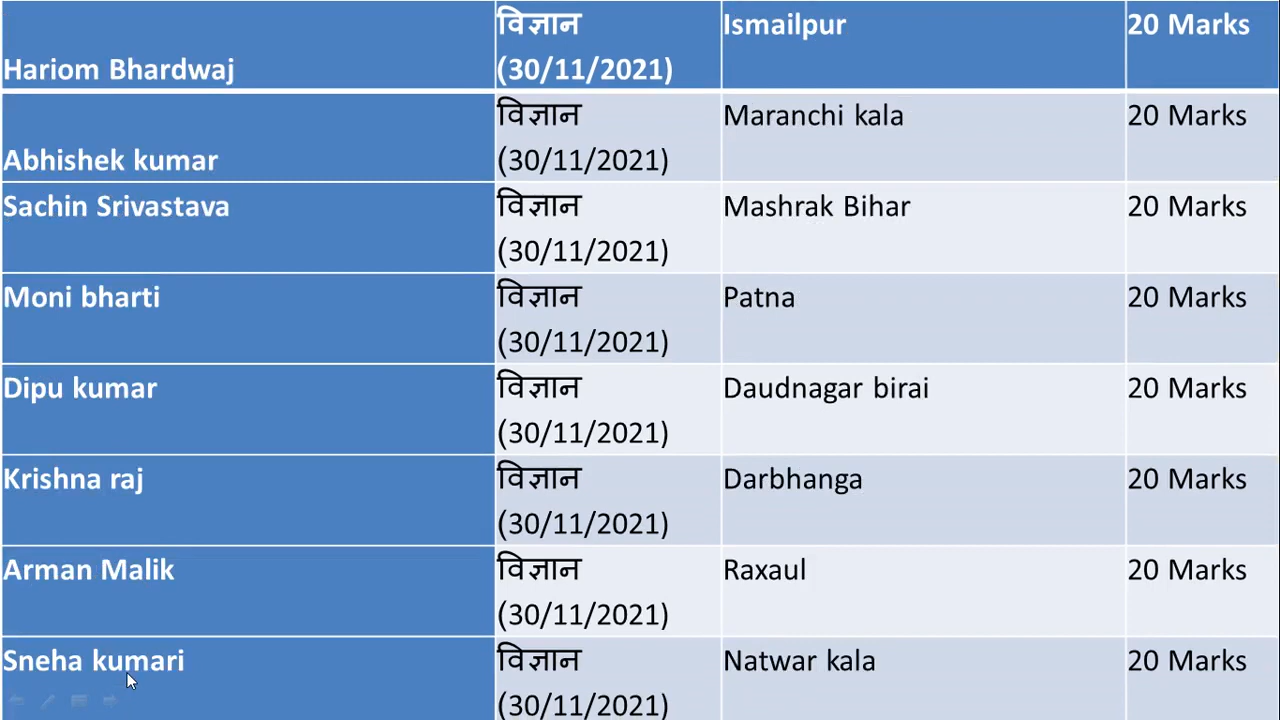 Hariom Bhardwaj विज्ञान (30/11/2021) Ismailpur 20 Marks
Abhishek kumar विज्ञान (30/11/2021) Maranchi kala 20 Marks
Sachin Srivastava विज्ञान (30/11/2021) Mashrak Bihar 20 Marks
Moni bharti विज्ञान (30/11/2021) Patna 20 Marks
Dipu kumar विज्ञान (30/11/2021) Daudnagar birai 20 Marks
Krishna raj विज्ञान (30/11/2021) Darbhanga 20 Marks
Arman Malik विज्ञान (30/11/2021) Raxaul 20 Marks
Sneha kumari विज्ञान (30/11/2021) Natwar kala 20 Marks